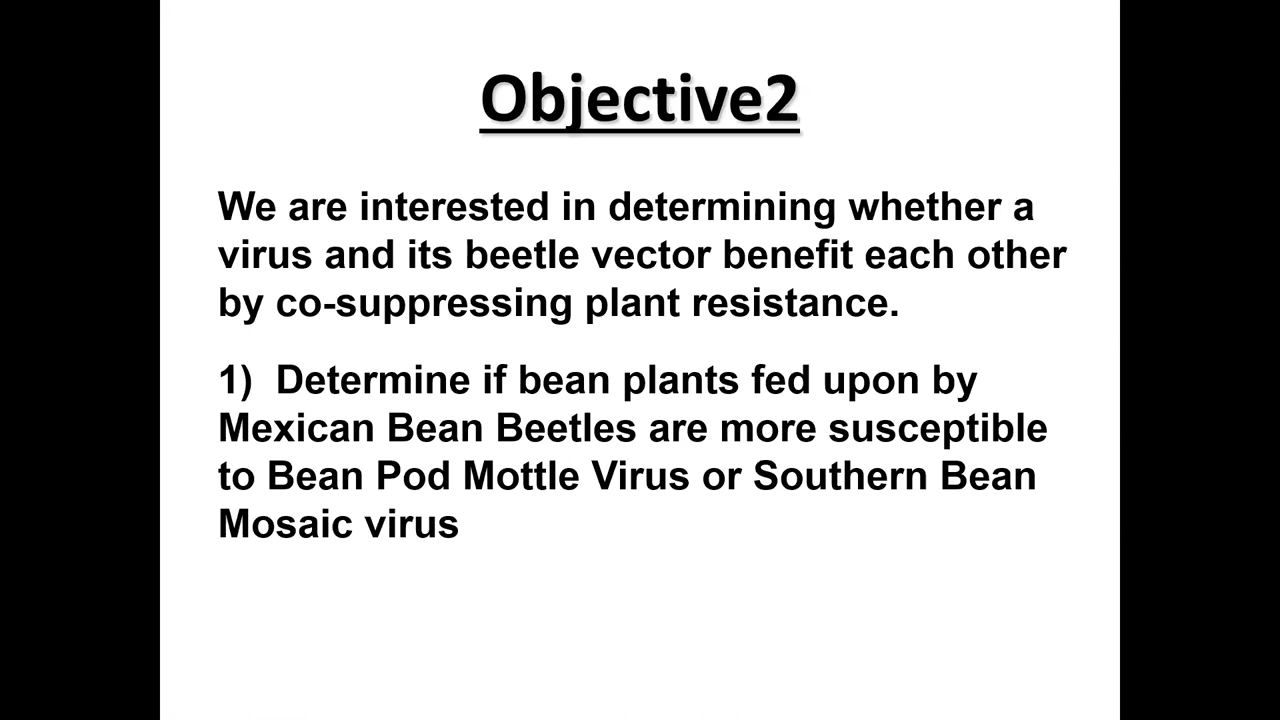 Objective2
We are interested in determining whether a
virus and its beetle vector benefit each other
by co-suppressing plant resistance.
1) Determine if bean plants fed upon by
Mexican Bean Beetles are more susceptible
to Bean Pod Mottle Virus or Southern Bean
Mosaic virus